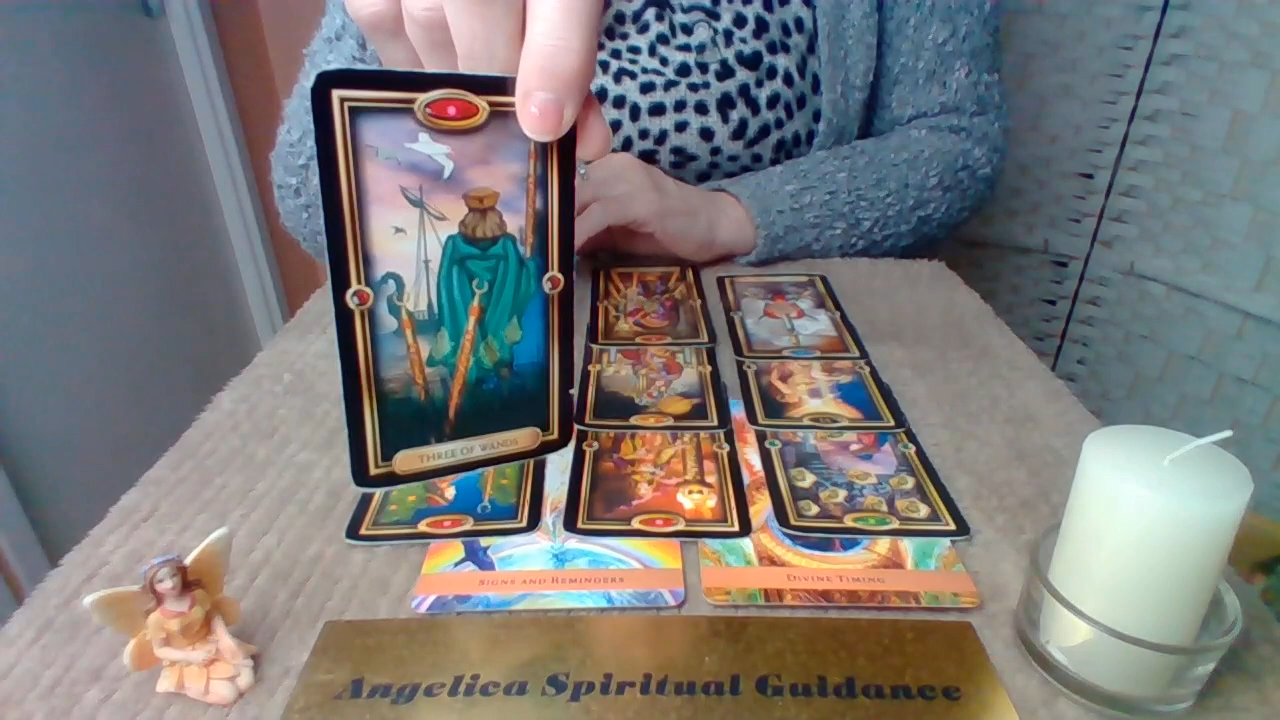 THREE OF WANDS
SIGNS AND REMINDERS
DIVINE TIMING
Angelica Spiritual Guidance